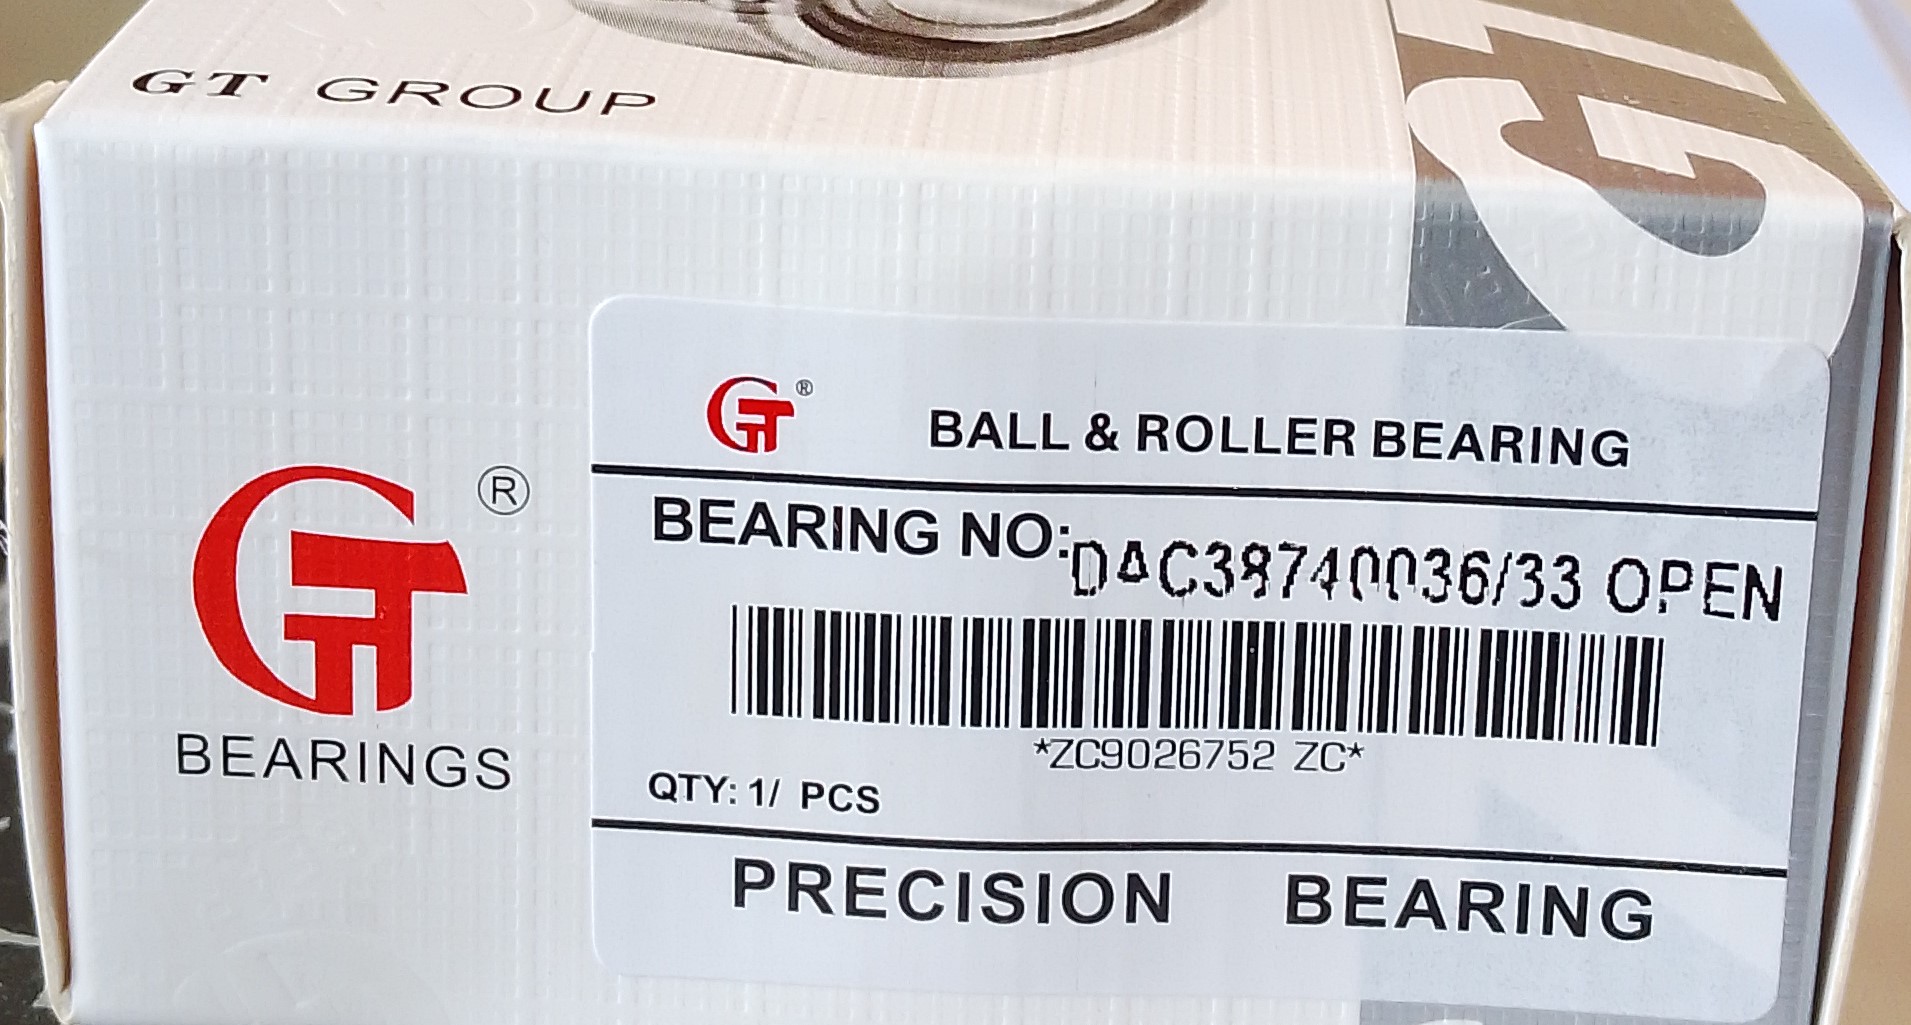 GT GROUP
GT
GT ®
BALL & ROLLER BEARING
BEARING NO: DAC38740036/33 OPEN
*ZC9026752 ZC*
QTY: 1/ PCS
PRECISION BEARING
GT ®
BEARINGS